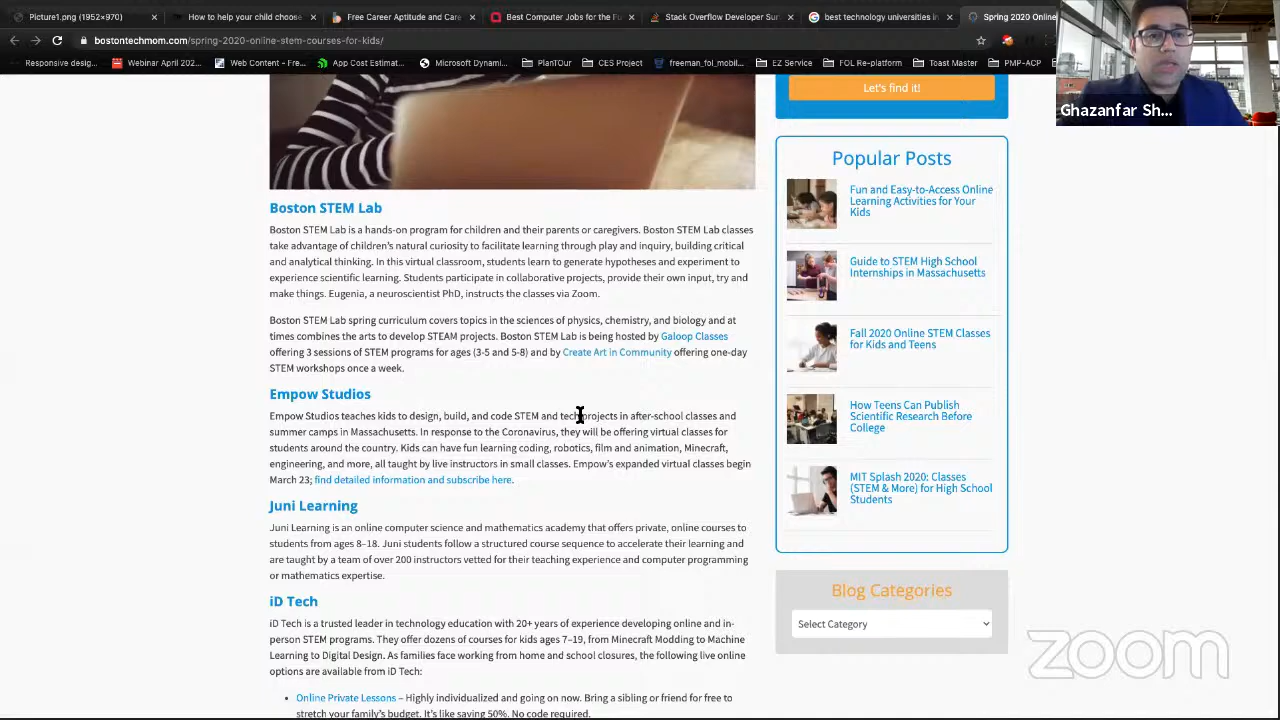 Picture1.png (1952×970)
How to help your child choose
Free Career Aptitude and Care
Best Computer Jobs for the Fu
Stack Overflow Developer Sur
best technology universities in
Spring 2020 Online
bostontechmom.com/spring-2020-online-stem-courses-for-kids/
Responsive desig...
Webinar April 202...
Web Content - Fre...
App Cost Estimat...
Microsoft Dynami...
PlanTOur
CES Project
freeman_fol_mobil...
EZ Service
FOL Re-platform
Toast Master
PMP-ACP
Ghazanfar Sh...
Let's find it!
Boston STEM Lab
Boston STEM Lab is a hands-on program for children and their parents or caregivers. Boston STEM Lab classes
take advantage of children's natural curiosity to facilitate learning through play and inquiry, building critical
and analytical thinking. In this virtual classroom, students learn to generate hypotheses and experiment to
experience scientific learning. Students participate in collaborative projects, provide their own input, try and
make things. Eugenia, a neuroscientist PhD, instructs the classes via Zoom.
Boston STEM Lab spring curriculum covers topics in the sciences of physics, chemistry, and biology and at
times combines the arts to develop STEAM projects. Boston STEM Lab is being hosted by Galoop Classes
offering 3 sessions of STEM programs for ages (3-5 and 5-8) and by Create Art in Community offering one-day
STEM workshops once a week.
Empow Studios
Empow Studios teaches kids to design, build, and code STEM and tech projects in after-school classes and
summer camps in Massachusetts. In response to the Coronavirus, they will be offering virtual classes for
students around the country. Kids can have fun learning coding, robotics, film and animation, Minecraft,
engineering, and more, all taught by live instructors in small classes. Empow's expanded virtual classes begin
March 23; find detailed information and subscribe here.
Juni Learning
Juni Learning is an online computer science and mathematics academy that offers private, online courses to
students from ages 8–18. Juni students follow a structured course sequence to accelerate their learning and
are taught by a team of over 200 instructors vetted for their teaching experience and computer programming
or mathematics expertise.
iD Tech
iD Tech is a trusted leader in technology education with 20+ years of experience developing online and in-
person STEM programs. They offer dozens of courses for kids ages 7–19, from Minecraft Modding to Machine
Learning to Digital Design. As families face working from home and school closures, the following live online
options are available from iD Tech:
• Online Private Lessons – Highly individualized and going on now. Bring a sibling or friend for free to
stretch your family's budget. It's like saving 50%. No code required.
Popular Posts
Fun and Easy-to-Access Online
Learning Activities for Your
Kids
Guide to STEM High School
Internships in Massachusetts
Fall 2020 Online STEM Classes
for Kids and Teens
How Teens Can Publish
Scientific Research Before
College
MIT Splash 2020: Classes
(STEM & More) for High School
Students
Blog Categories
Select Category
zoom